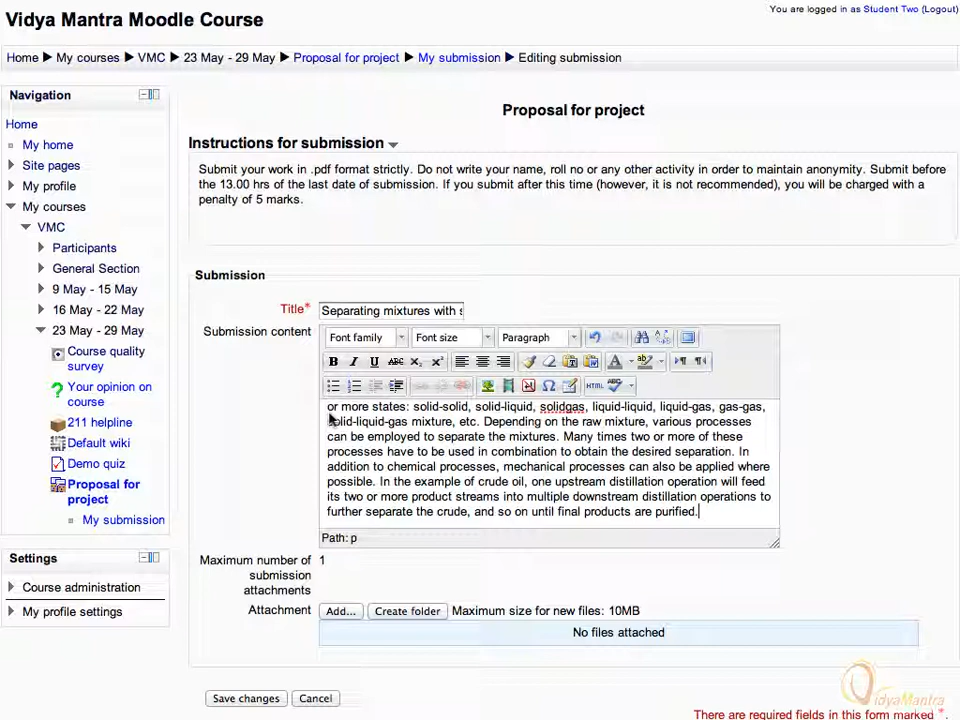 Vidya Mantra Moodle Course
You are logged in as Student Two (Logout)
Home ▶ My courses ▶ VMC ▶ 23 May - 29 May ▶ Proposal for project ▶ My submission ▶ Editing submission
Navigation
Home
My home
Site pages
My profile
My courses
VMC
Participants
General Section
9 May - 15 May
16 May - 22 May
23 May - 29 May
Course quality
survey
Your opinion on
course
211 helpline
Default wiki
Demo quiz
Proposal for
project
My submission
Settings
Course administration
My profile settings
Proposal for project
Instructions for submission
Submit your work in .pdf format strictly. Do not write your name, roll no or any other activity in order to maintain anonymity. Submit before
the 13.00 hrs of the last date of submission. If you submit after this time (however, it is not recommended), you will be charged with a
penalty of 5 marks.
Submission
Title* Separating mixtures with s
Submission content
Font family Font size Paragraph
B I U ABC x₂ x²
HTML
or more states: solid-solid, solid-liquid, solidgas, liquid-liquid, liquid-gas, gas-gas,
solid-liquid-gas mixture, etc. Depending on the raw mixture, various processes
can be employed to separate the mixtures. Many times two or more of these
processes have to be used in combination to obtain the desired separation. In
addition to chemical processes, mechanical processes can also be applied where
possible. In the example of crude oil, one upstream distillation operation will feed
its two or more product streams into multiple downstream distillation operations to
further separate the crude, and so on until final products are purified.
Path: p
Maximum number of
submission
attachments
1
Attachment Add... Create folder Maximum size for new files: 10MB
No files attached
Save changes Cancel
VidyaMantra
There are required fields in this form marked *.